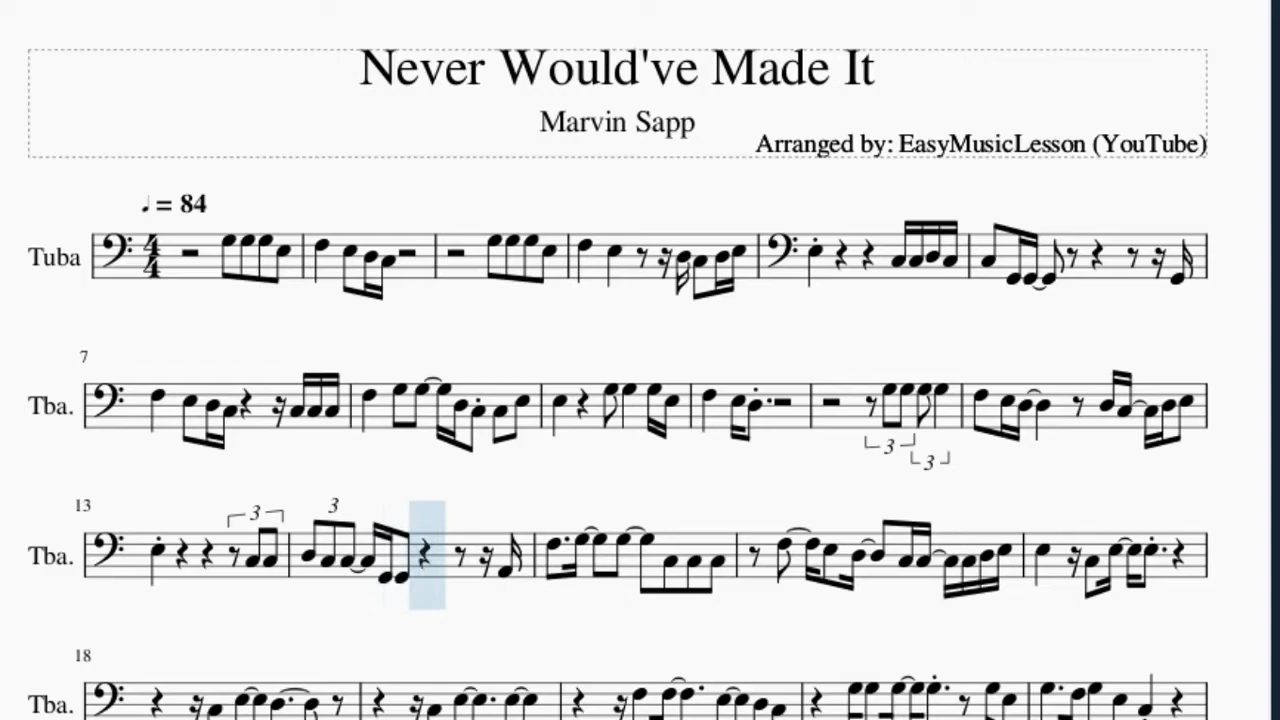 Never Would've Made It
Marvin Sapp
Arranged by: EasyMusicLesson (YouTube)
♩ = 84
Tuba
4
4
7
Tba.
3
3
13
3
3
Tba.
18
Tba.